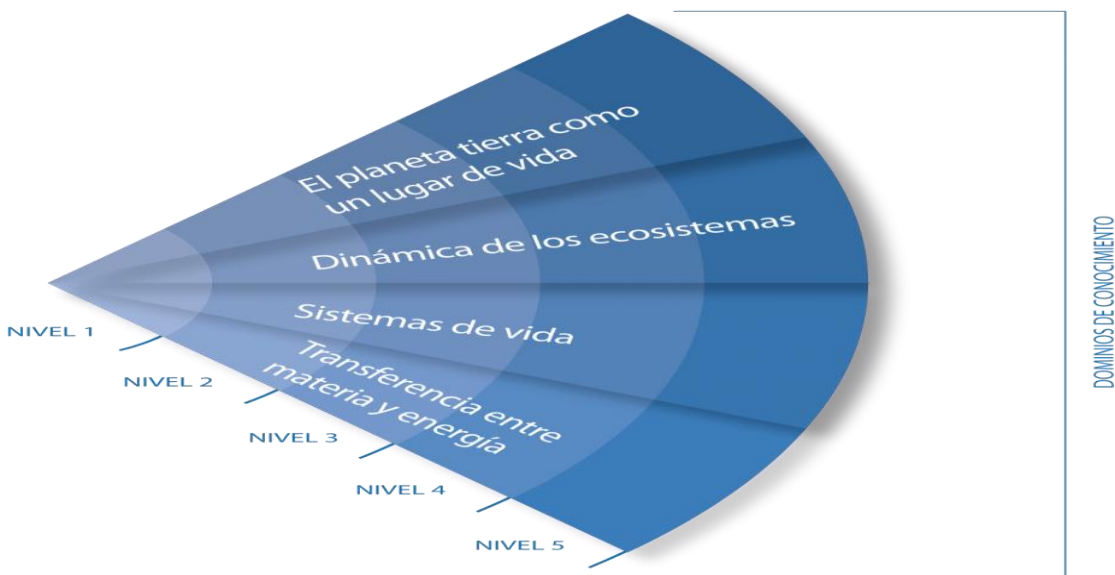 El planeta tierra como
un lugar de vida
Dinámica de los ecosistemas
Sistemas de vida
Transferencia entre
materia y energía
NIVEL 1
NIVEL 2
NIVEL 3
NIVEL 4
NIVEL 5
DOMINIOS DE CONOCIMIENTO